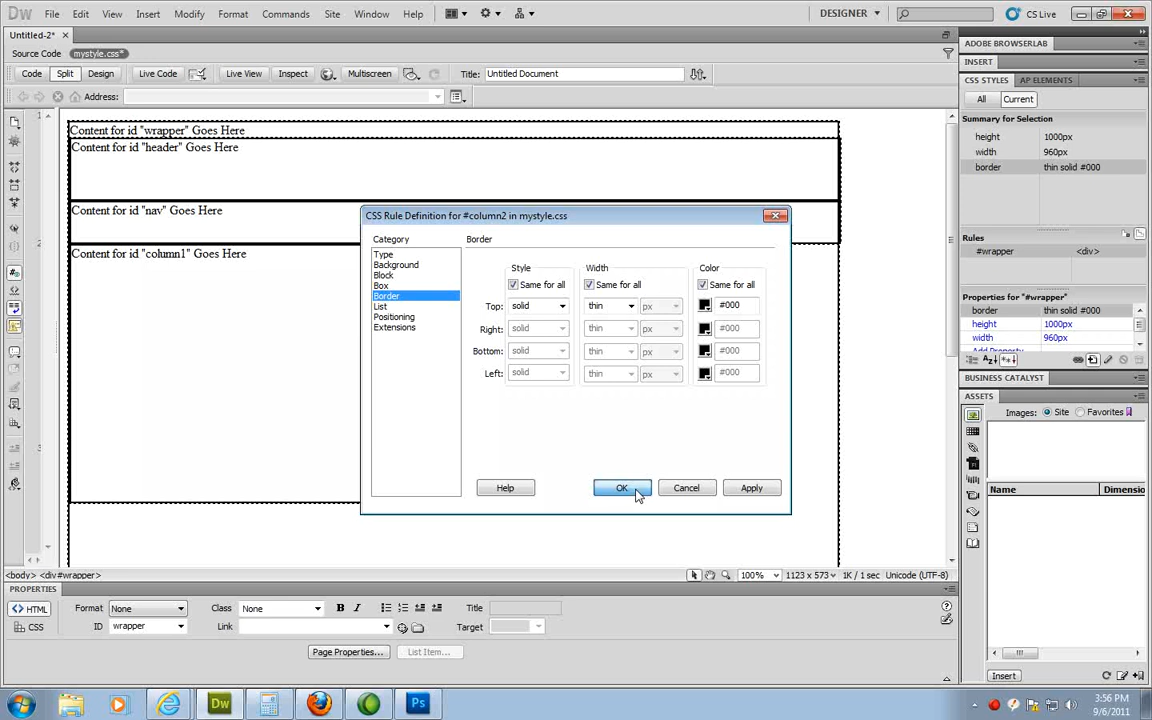 Dw File Edit View Insert Modify Format Commands Site Window Help DESIGNER CS Live
Untitled-2* ×
Source Code mystyle.css*
Code Split Design Live Code Live View Inspect Multiscreen Title: Untitled Document
Address:
Content for id "wrapper" Goes Here
Content for id "header" Goes Here
Content for id "nav" Goes Here
Content for id "column1" Goes Here
CSS Rule Definition for #column2 in mystyle.css
Category Border
Type
Background
Block
Box
Border
List
Positioning
Extensions
Style Width Color
Same for all Same for all Same for all
Top: solid thin px #000
Right: solid thin px #000
Bottom: solid thin px #000
Left: solid thin px #000
Help OK Cancel Apply
ADOBE BROWSERLAB
INSERT
CSS STYLES AP ELEMENTS
All Current
Summary for Selection
height 1000px
width 960px
border thin solid #000
Rules
#wrapper <div>
Properties for "#wrapper"
border thin solid #000
height 1000px
width 960px
Add Property
BUSINESS CATALYST
ASSETS
Images: Site Favorites
Name Dimensio
Insert
<body> <div#wrapper> 100% 1123 x 573 1K / 1 sec Unicode (UTF-8)
PROPERTIES
<> HTML Format None Class None B I Title
CSS ID wrapper Link Target
Page Properties... List Item...
Dw Ps 3:56 PM
9/6/2011